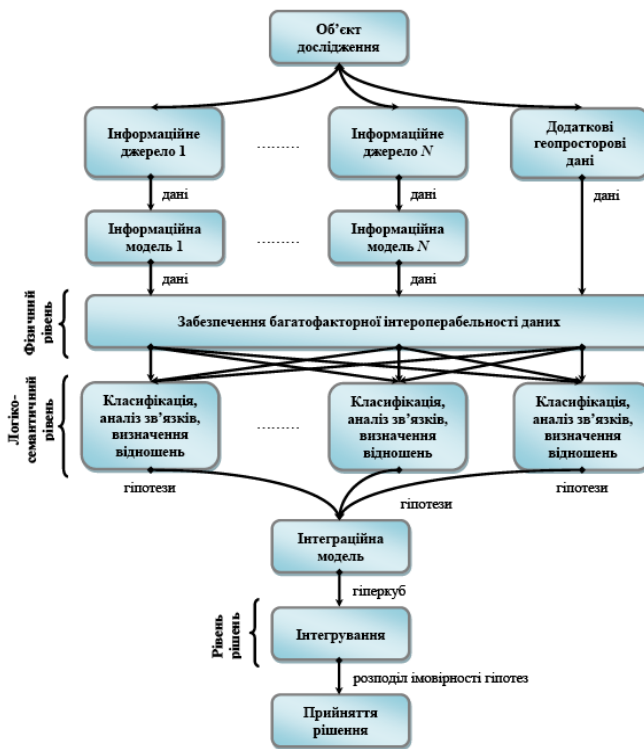 Об’єкт
дослідження
Інформаційне
джерело 1
..........
Інформаційне
джерело N
Додаткові
геопросторові
дані
дані
дані
дані
Інформаційна
модель 1
..........
Інформаційна
модель N
дані
дані
Фізичний
рівень
Забезпечення багатофакторної інтероперабельності даних
Логіко-
семантичний
рівень
Класифікація,
аналіз зв’язків,
визначення
відношень
..........
Класифікація,
аналіз зв’язків,
визначення
відношень
Класифікація,
аналіз зв’язків,
визначення
відношень
гіпотези
гіпотези
гіпотези
Інтеграційна
модель
гіперкуб
Рівень
рішень
Інтегрування
розподіл імовірності гіпотез
Прийняття
рішення